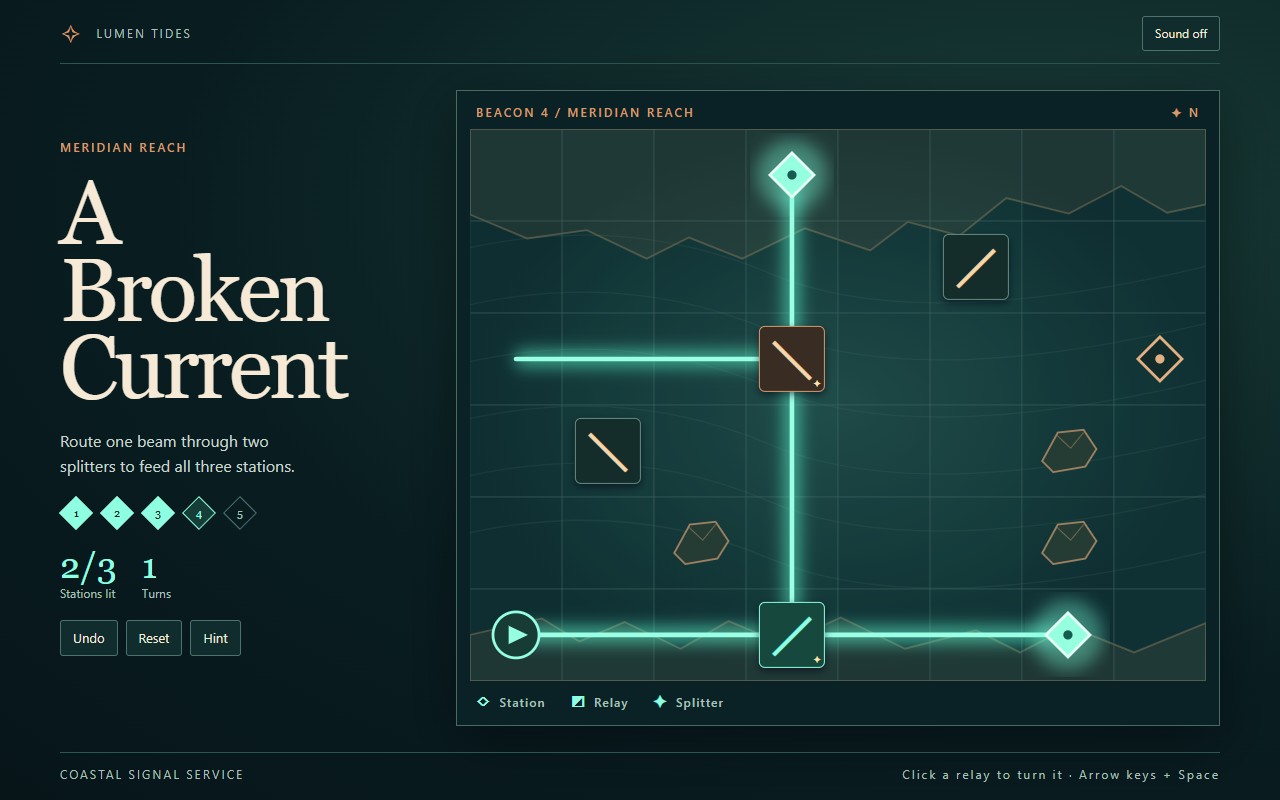 LUMEN TIDES
Sound off
MERIDIAN REACH
A
Broken
Current
Route one beam through two
splitters to feed all three stations.
1 2 3 4 5
2/3 1
Stations lit Turns
Undo Reset Hint
BEACON 4 / MERIDIAN REACH
N
Station Relay Splitter
COASTAL SIGNAL SERVICE
Click a relay to turn it · Arrow keys + Space